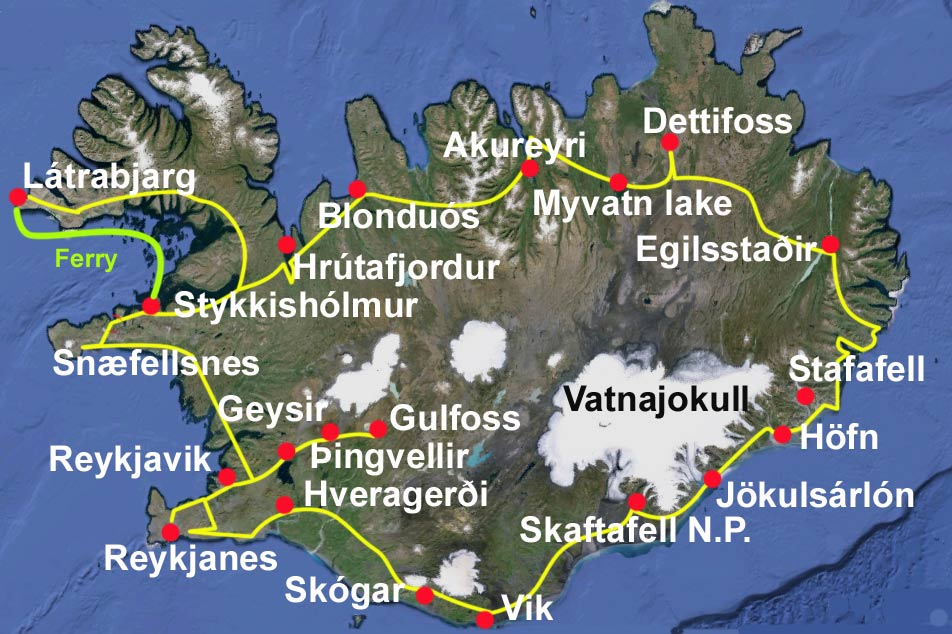 Dettifoss
Akureyri
Látrabjarg
Myvatn lake
Blonduós
Egilsstaðir
Ferry
Hrútafjordur
Stykkishólmur
Snæfellsnes
Stafafell
Vatnajokull
Geysir
Gulfoss
Höfn
Reykjavik
Þingvellir
Hveragerði
Jökulsárlón
Skaftafell N.P.
Reykjanes
Skógar
Vik